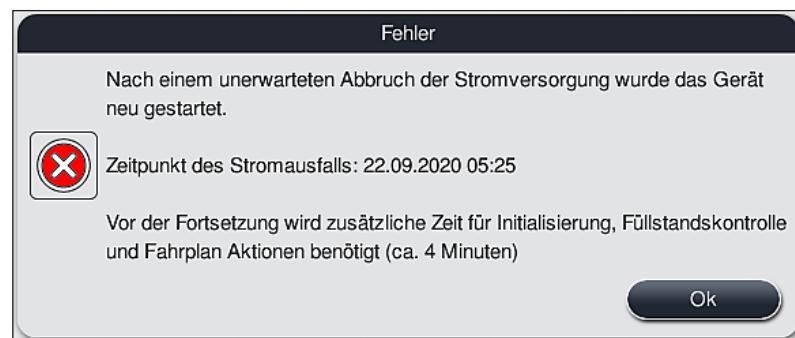 Fehler
Nach einem unerwarteten Abbruch der Stromversorgung wurde das Gerät
neu gestartet.
Zeitpunkt des Stromausfalls: 22.09.2020 05:25
Vor der Fortsetzung wird zusätzliche Zeit für Initialisierung, Füllstandskontrolle
und Fahrplan Aktionen benötigt (ca. 4 Minuten)
Ok